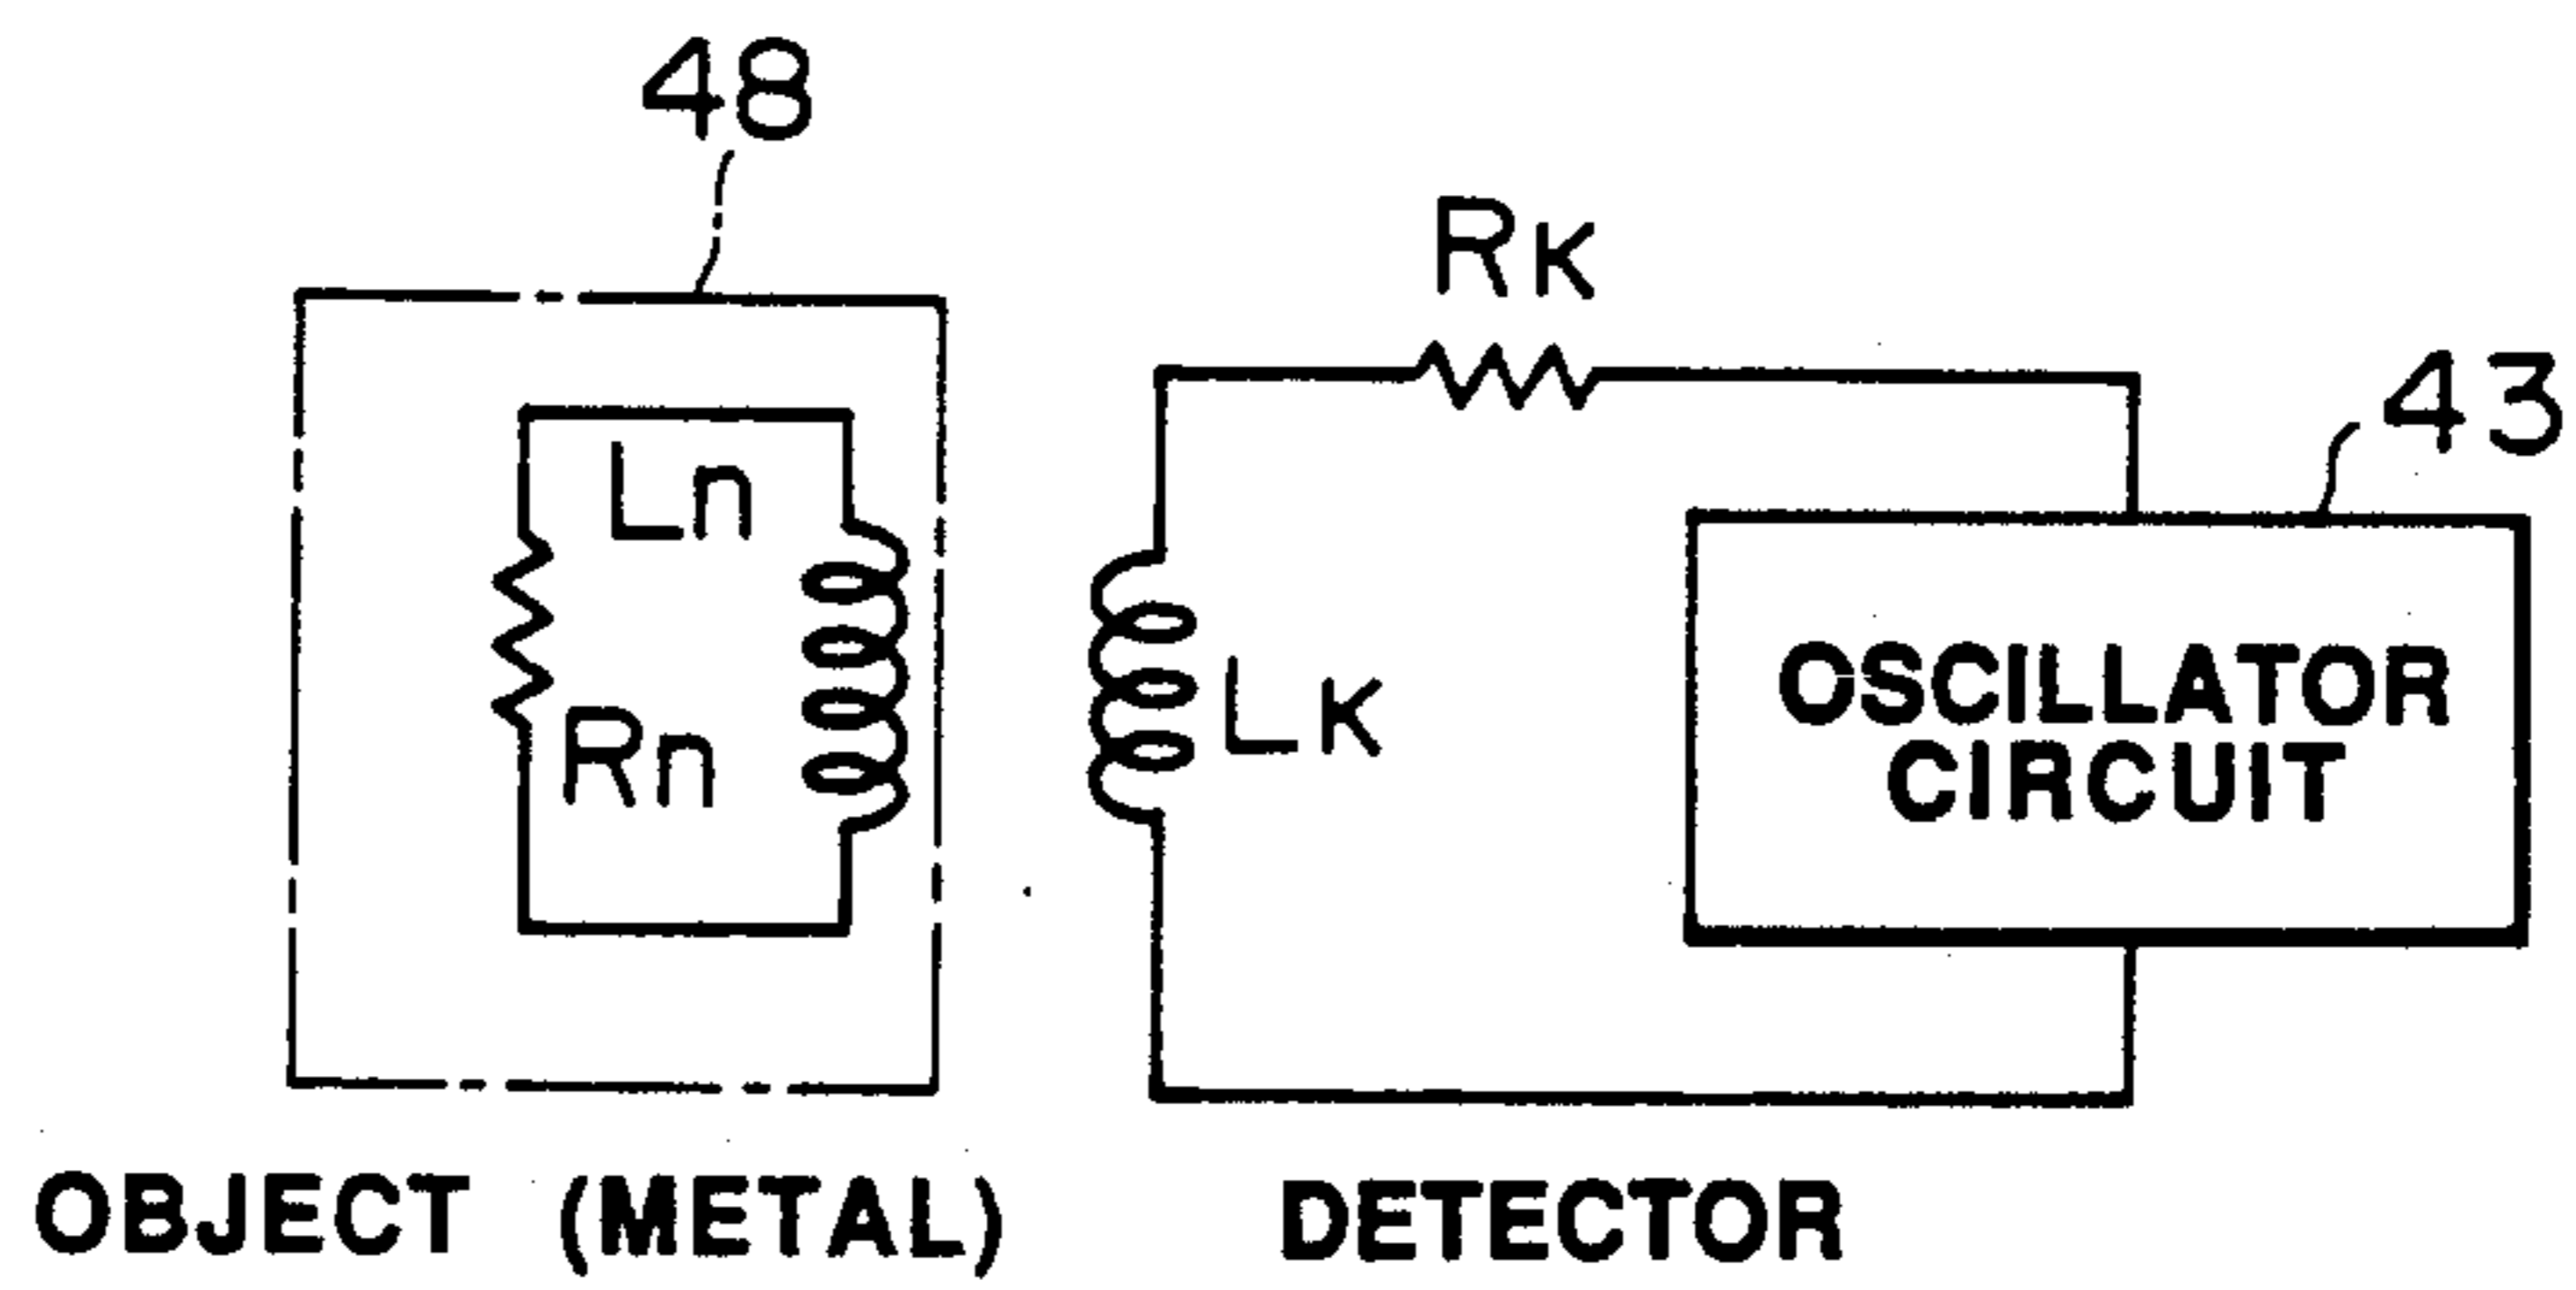 48
RK
43
Ln
Rn
LK
OSCILLATOR
CIRCUIT
OBJECT (METAL)
DETECTOR